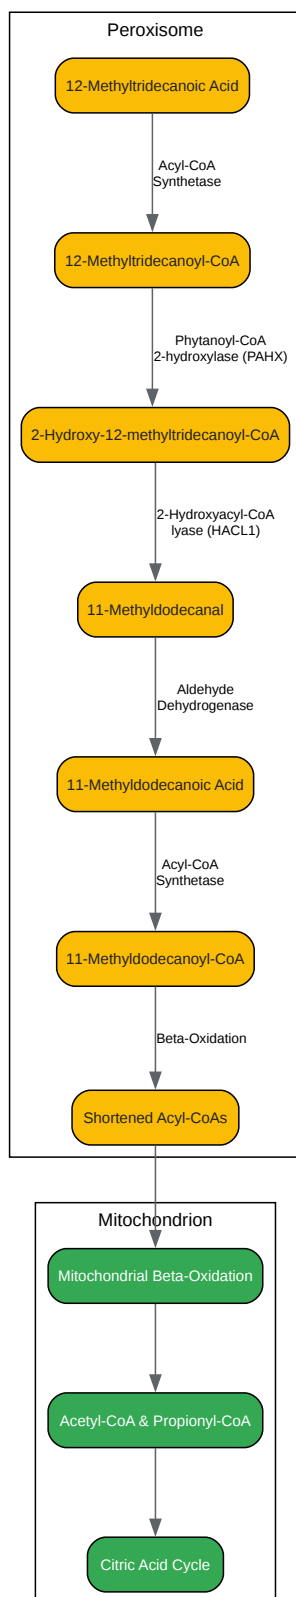 Peroxisome
12-Methyltridecanoic Acid
Acyl-CoA
Synthetase
12-Methyltridecanoyl-CoA
Phytanoyl-CoA
2-hydroxylase (PAHX)
2-Hydroxy-12-methyltridecanoyl-CoA
2-Hydroxyacyl-CoA
lyase (HACL1)
11-Methyldodecanal
Aldehyde
Dehydrogenase
11-Methyldodecanoic Acid
Acyl-CoA
Synthetase
11-Methyldodecanoyl-CoA
Beta-Oxidation
Shortened Acyl-CoAs
Mitochondrion
Mitochondrial Beta-Oxidation
Acetyl-CoA & Propionyl-CoA
Citric Acid Cycle